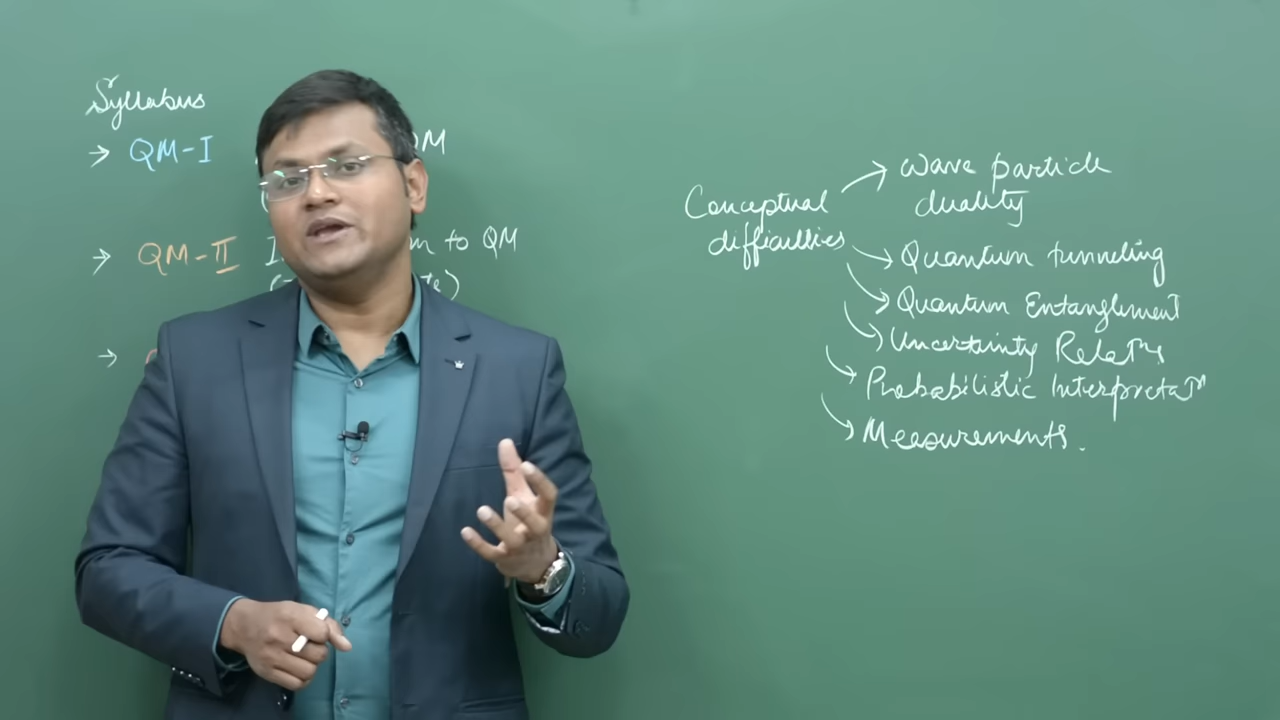 Syllabus
→ QM-I QM
→ QM-II I to QM
→
Conceptual
difficulties
→ Wave particle
duality
→ Quantum tunneling
→ Quantum Entanglement
→ Uncertainty Relatns
→ Probabilistic Interpretatn
→ Measurements.